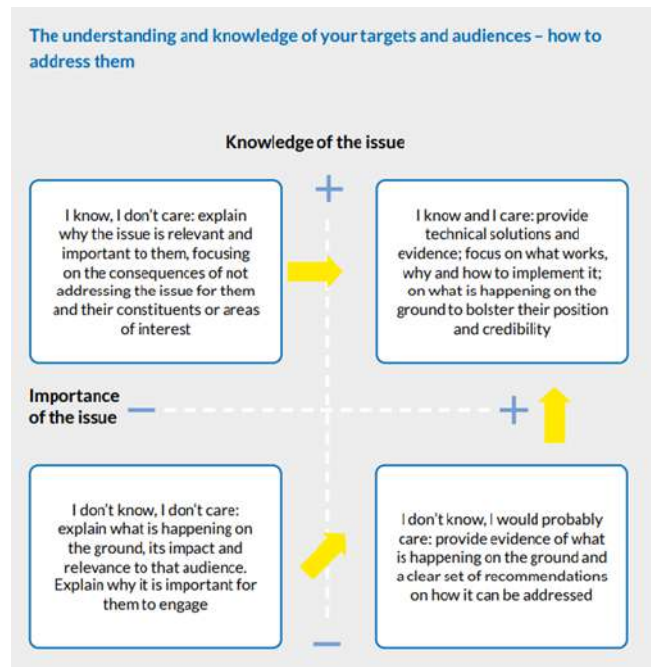 The understanding and knowledge of your targets and audiences – how to
address them
Knowledge of the issue
+
I know, I don't care: explain
why the issue is relevant and
important to them, focusing
on the consequences of not
addressing the issue for them
and their constituents or areas
of interest
I know and I care: provide
technical solutions and
evidence; focus on what works,
why and how to implement it;
on what is happening on the
ground to bolster their position
and credibility
Importance
of the issue
–
+
I don't know, I don't care:
explain what is happening on
the ground, its impact and
relevance to that audience.
Explain why it is important for
them to engage
I don't know, I would probably
care: provide evidence of what
is happening on the ground and
a clear set of recommendations
on how it can be addressed
–